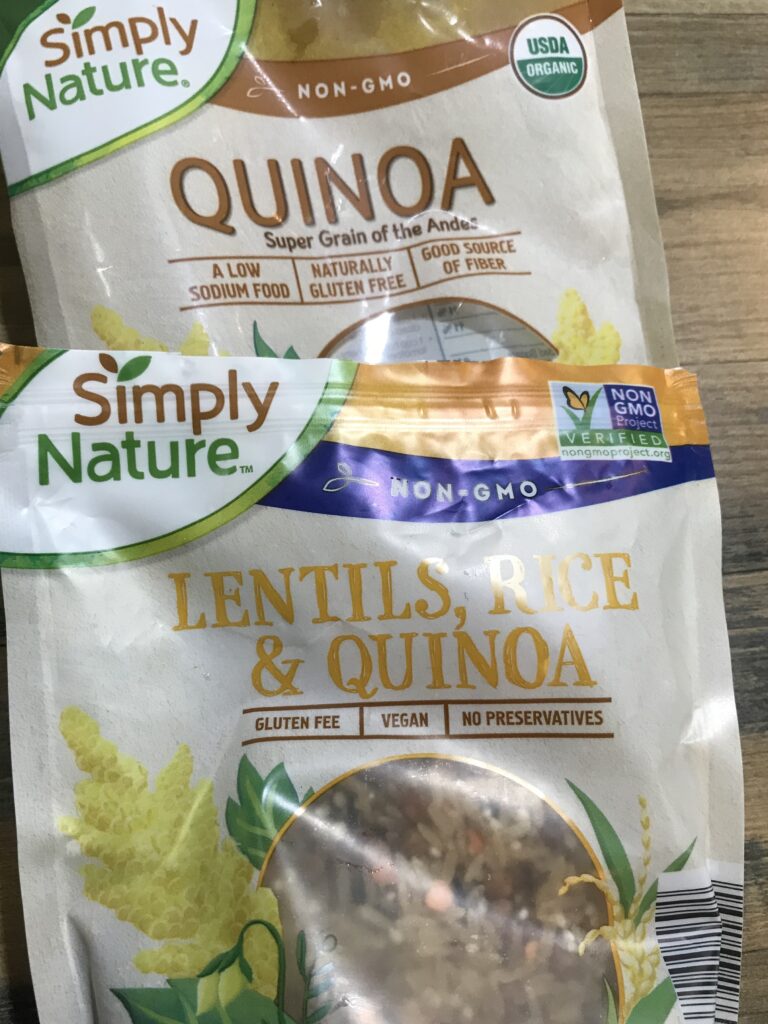 Simply
Nature®
NON-GMO
USDA
ORGANIC
QUINOA
Super Grain of the Andes
A LOW
SODIUM FOOD
NATURALLY
GLUTEN FREE
GOOD SOURCE
OF FIBER
Simply
Nature™
NON
GMO
Project
VERIFIED
nongmoproject.org
NON-GMO
LENTILS, RICE
& QUINOA
GLUTEN FEE
VEGAN
NO PRESERVATIVES